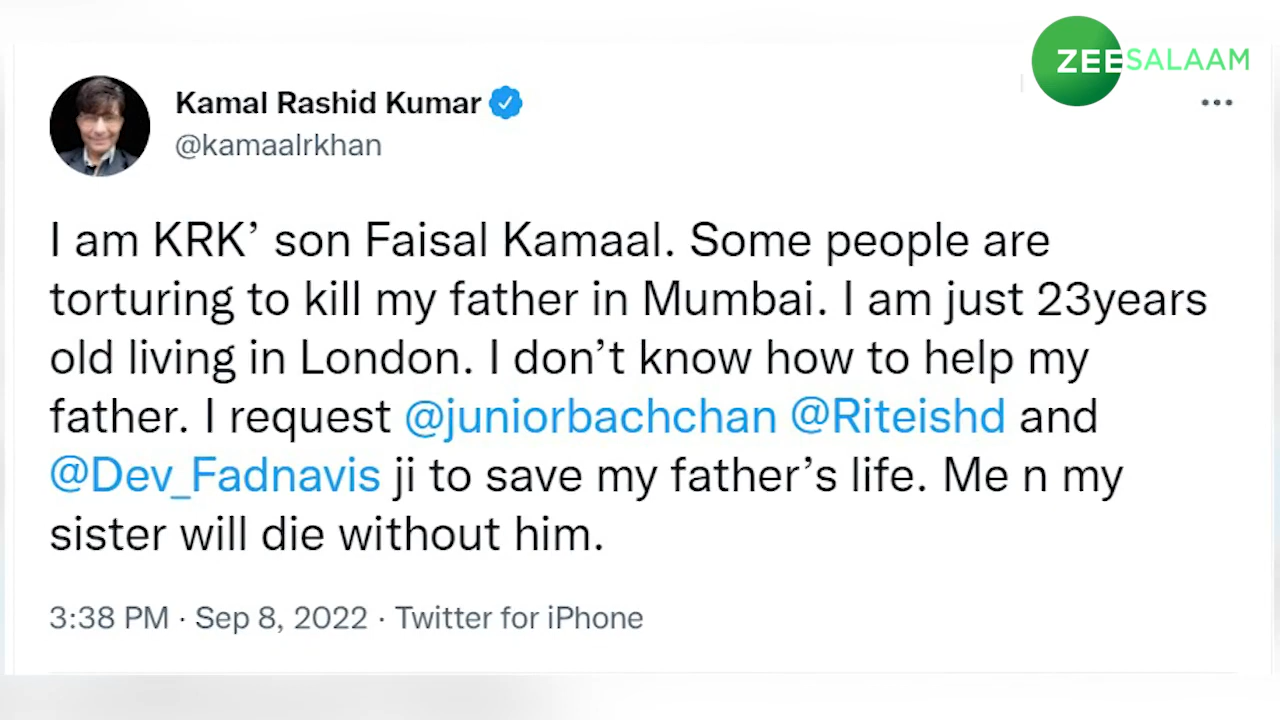 ZEESALAAM
Kamal Rashid Kumar
@kamaalrkhan
I am KRK’ son Faisal Kamaal. Some people are
torturing to kill my father in Mumbai. I am just 23years
old living in London. I don’t know how to help my
father. I request @juniorbachchan @Riteishd and
@Dev_Fadnavis ji to save my father’s life. Me n my
sister will die without him.
3:38 PM · Sep 8, 2022 · Twitter for iPhone